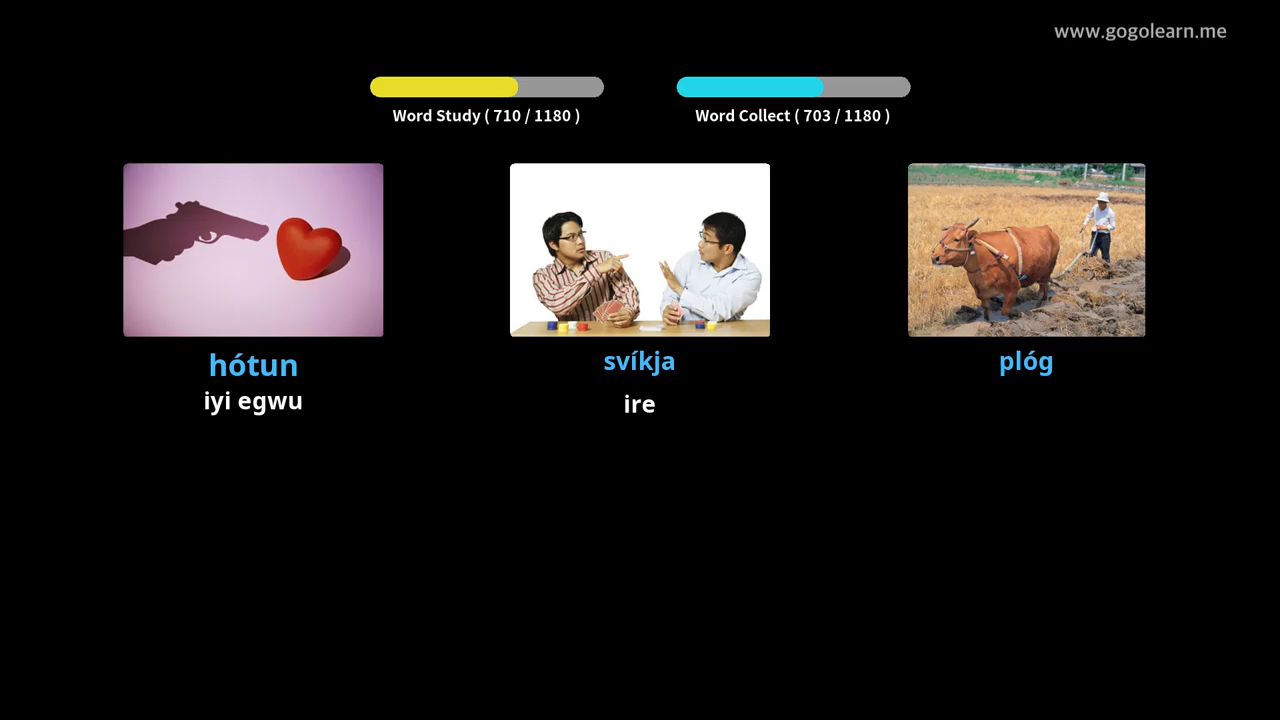 www.gogolearn.me
Word Study ( 710 / 1180 )
Word Collect ( 703 / 1180 )
hótun
svíkja
plóg
iyi egwu
ire